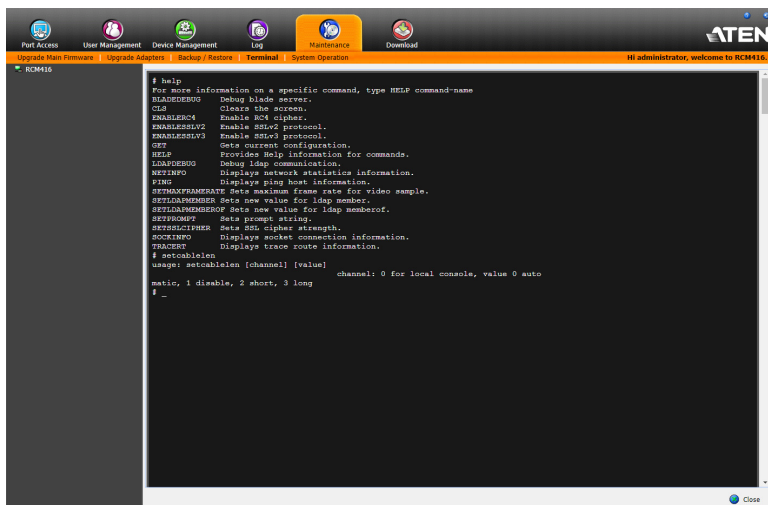 ATEN
Port Access User Management Device Management Log Maintenance Download
Upgrade Main Firmware Upgrade Adapters Backup / Restore Terminal System Operation Hi administrator, welcome to RCM416.
RCM416
# help
For more information on a specific command, type HELP command-name
BLADEDEBUG Debug blade server.
CLS Clears the screen.
ENABLERC4 Enable RC4 cipher.
ENABLESSLV2 Enable SSLv2 protocol.
ENABLESSLV3 Enable SSLv3 protocol.
GET Gets current configuration.
HELP Provides Help information for commands.
LDAPDEBUG Debug ldap communication.
NETINFO Displays network statistics information.
PING Displays ping host information.
SETMAXFRAMERATE Sets maximum frame rate for video sample.
SETLDAPMEMBER Sets new value for ldap member.
SETLDAPMEMBEROF Sets new value for ldap memberof.
SETPROMPT Sets prompt string.
SETSSLCIPHER Sets SSL cipher strength.
SOCKINFO Displays socket connection information.
TRACERT Displays trace route information.
# setcablelen
usage: setcablelen [channel] [value]
channel: 0 for local console, value 0 auto
matic, 1 disable, 2 short, 3 long
# _
Close